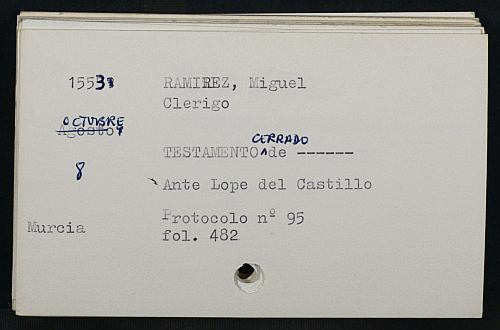 1553
RAMIREZ, Miguel
Clerigo
OCTUBRE
Agosto
CERRADO
TESTAMENTO de ------
8
Ante Lope del Castillo
Protocolo nº 95
Murcia
fol. 482